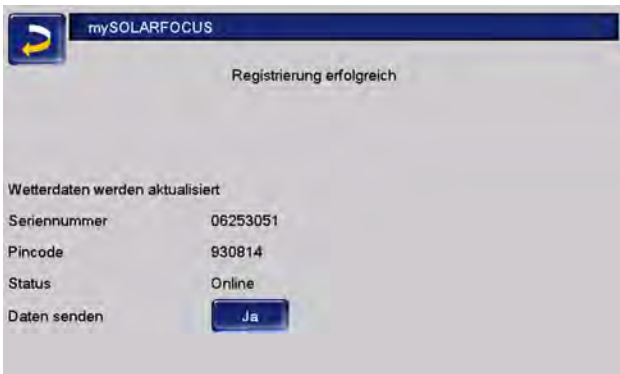 mySOLARFOCUS
Registrierung erfolgreich
Wetterdaten werden aktualisiert
Seriennummer 06253051
Pincode 930814
Status Online
Daten senden Ja